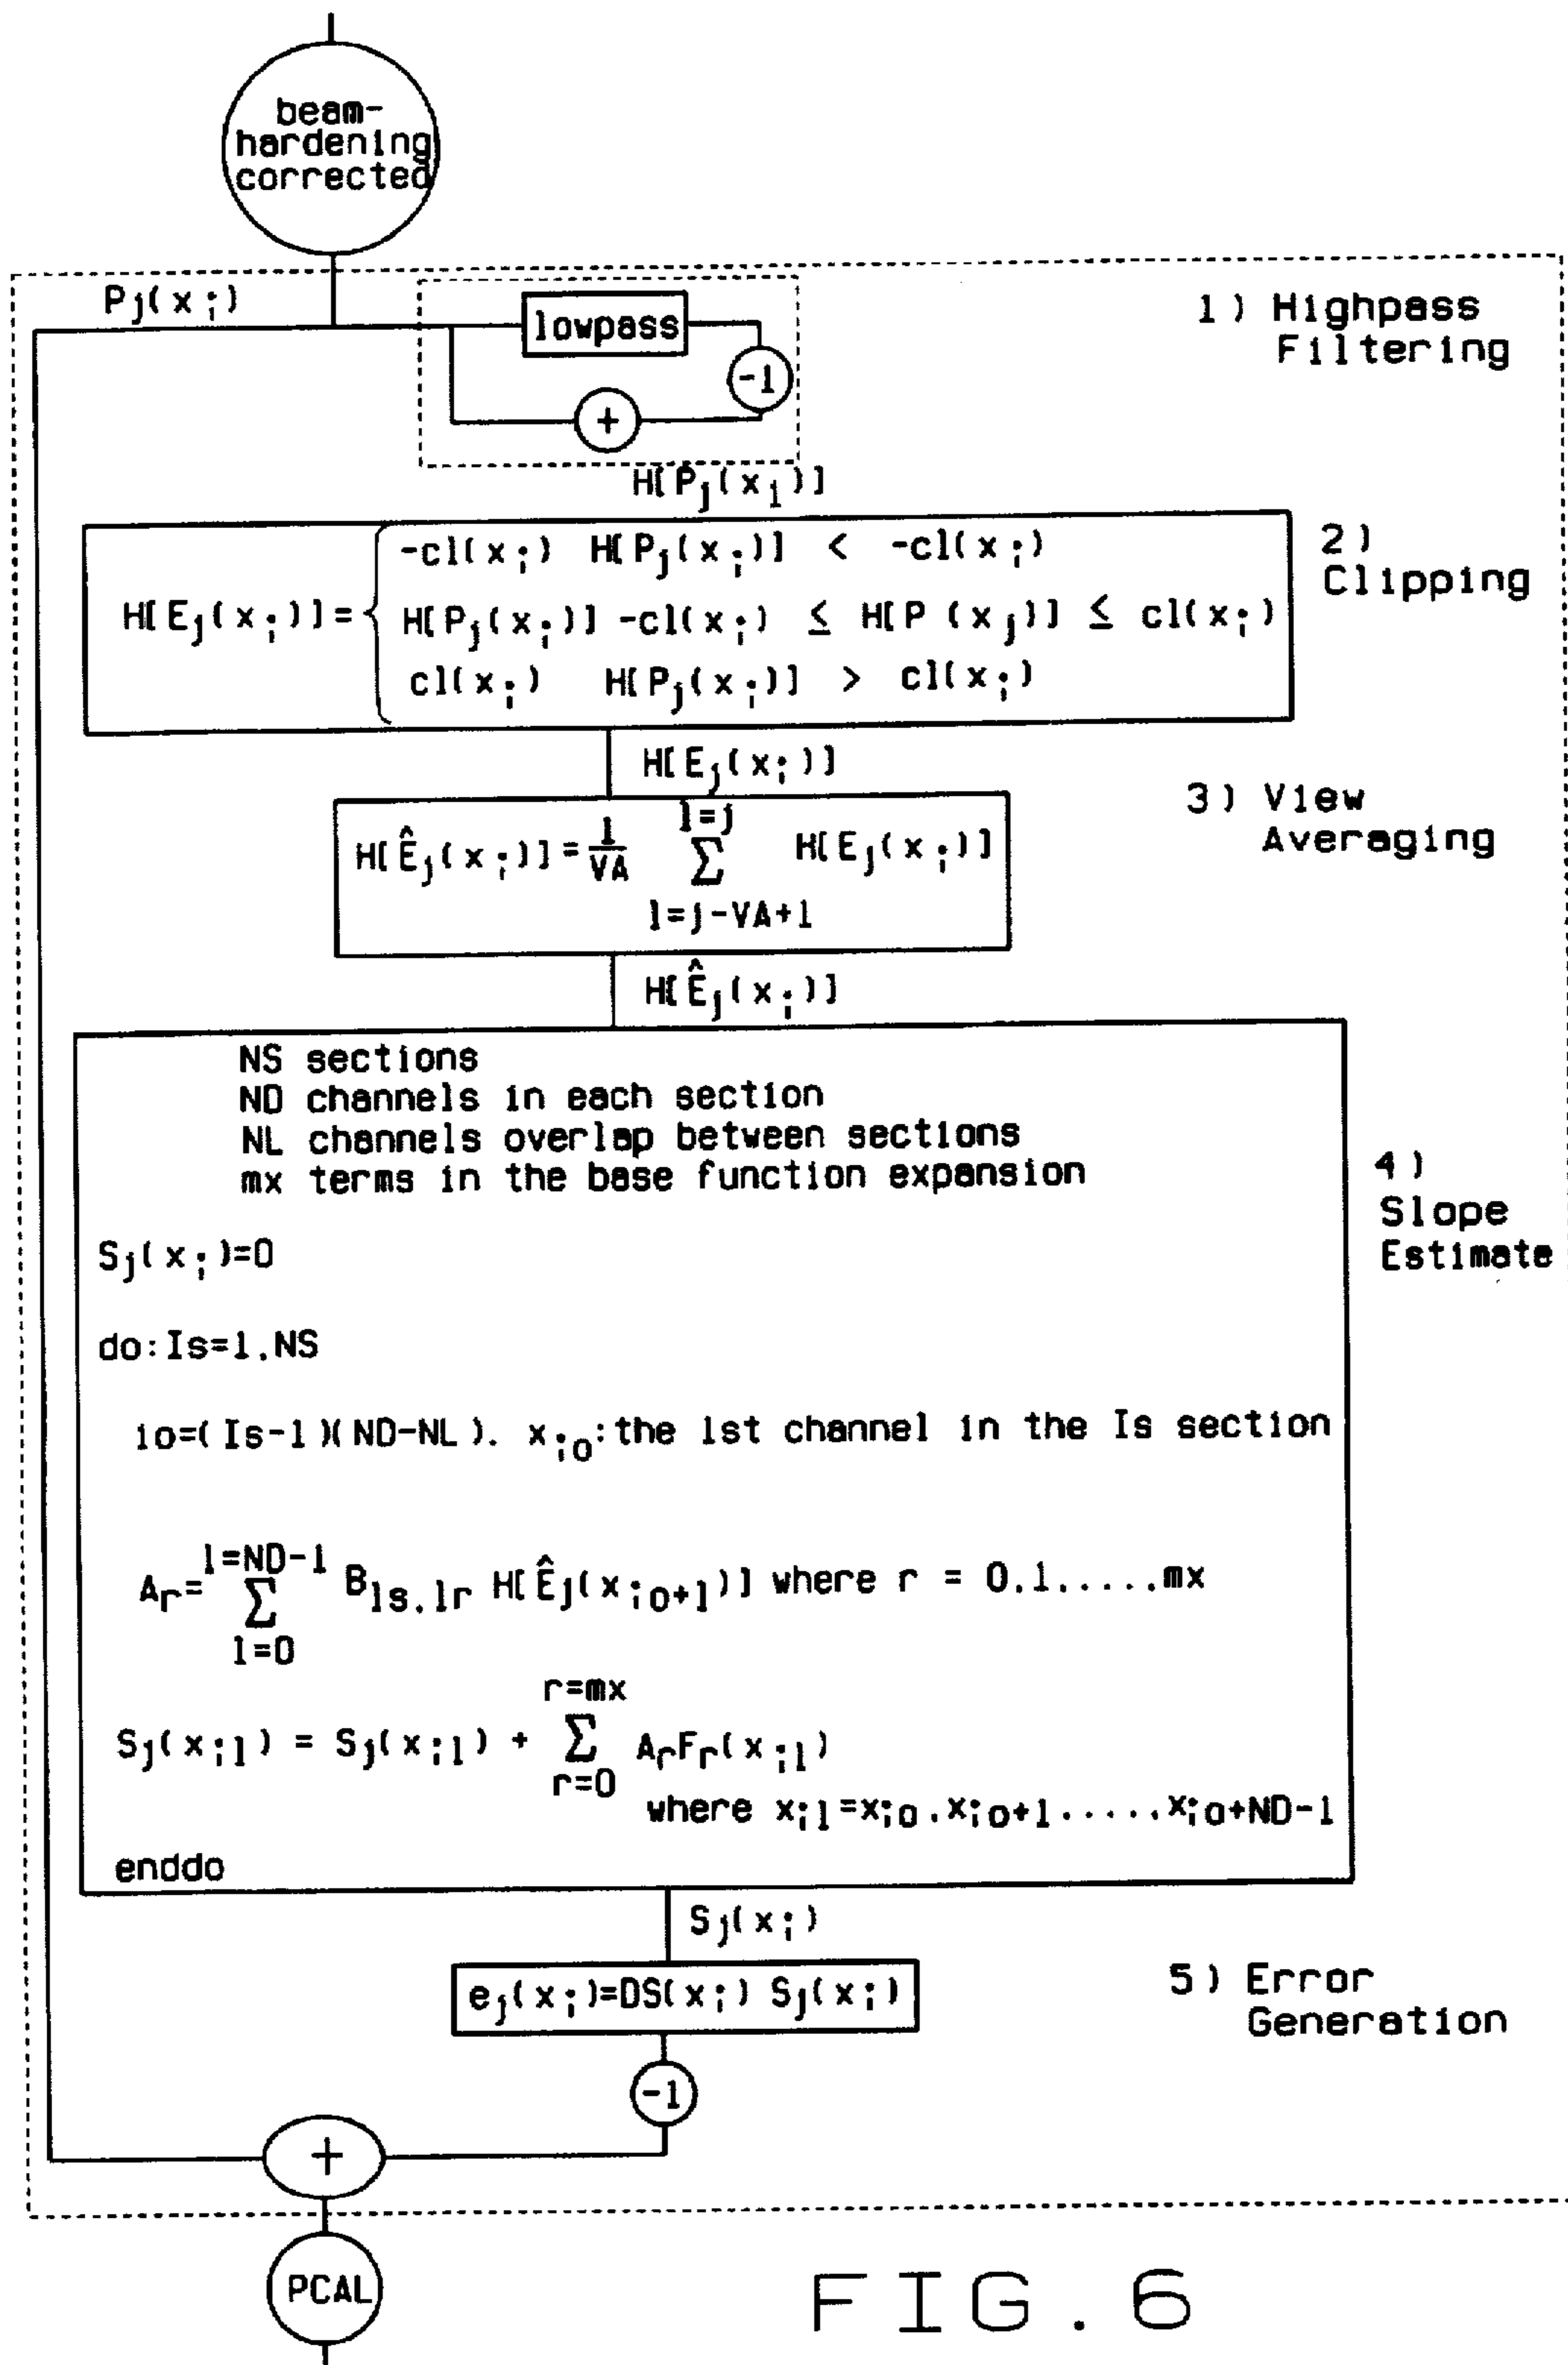 beam-
hardening
corrected
Pj(xi)
lowpass
-1
+
1) Highpass
Filtering
H[Pj(xi)]
-cl(xi) H[Pj(xi)] < -cl(xi)
H[Ej(xi)]= { H[Pj(xi)] -cl(xi) ≤ H[P (xj)] ≤ cl(xi)
cl(xi) H[Pj(xi)] > cl(xi)
2)
Clipping
H[Ej(xi)]
H[Êj(xi)] = 1/VA Σ H[Ej(xi)]
l=j
l=j-VA+1
3) View
Averaging
H[Êj(xi)]
NS sections
ND channels in each section
NL channels overlap between sections
mx terms in the base function expansion
Sj(xi)=0
do:Is=1.NS
io=(Is-1)(ND-NL). xio:the 1st channel in the Is section
l=ND-1
Ar= Σ Bls.lr H[Êj(xio+l)] where r = 0.1.....mx
l=0
r=mx
Sj(xil) = Sj(xil) + Σ ArFr(xil)
r=0
where xil=xio.xio+1.....xio+ND-1
enddo
4)
Slope
Estimate
Sj(xi)
ej(xi)=DS(xi) Sj(xi)
5) Error
Generation
-1
+
PCAL
FIG.6